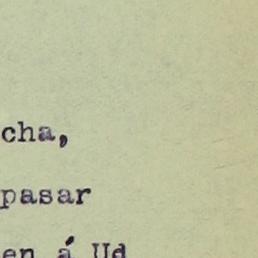 cha,
pasar
en á Ud